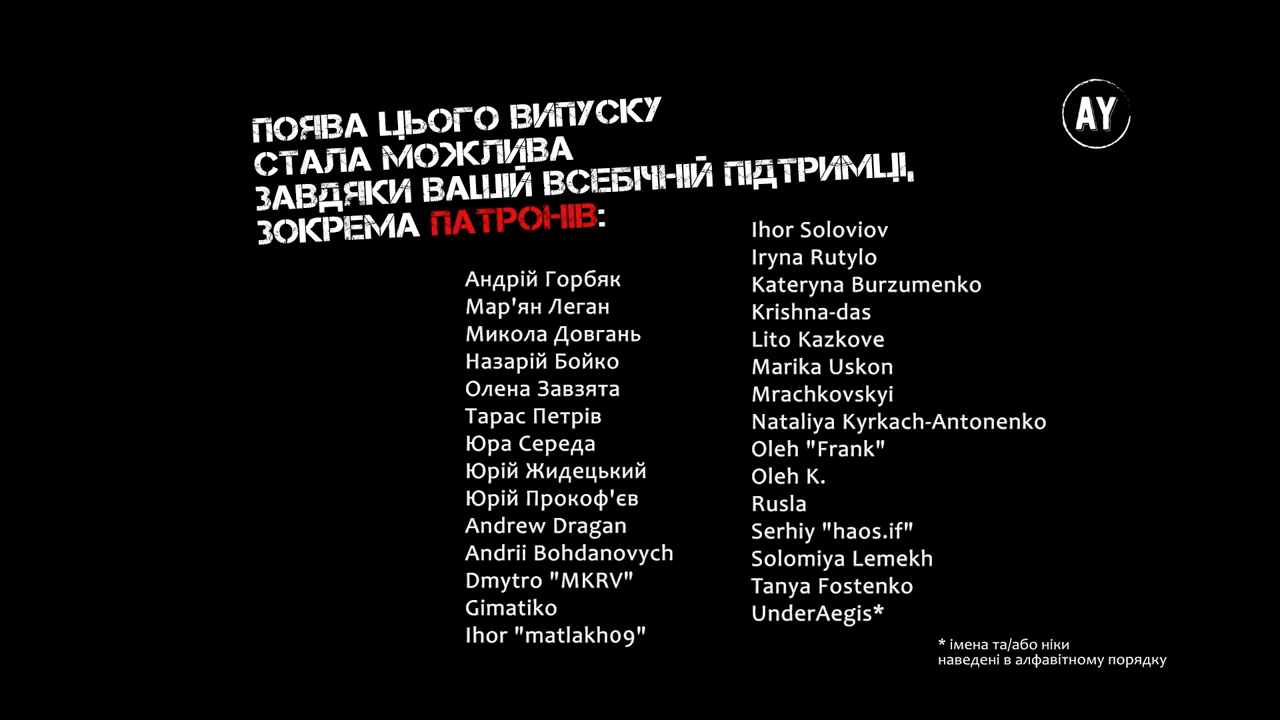 ПОЯВА ЦЬОГО ВИПУСКУ
СТАЛА МОЖЛИВА
ЗАВДЯКИ ВАШІЙ ВСЕБІЧНІЙ ПІДТРИМЦІ,
ЗОКРЕМА ПАТРОНІВ:
АУ
Андрій Горбяк
Мар'ян Леган
Микола Довгань
Назарій Бойко
Олена Завзята
Тарас Петрів
Юра Середа
Юрій Жидецький
Юрій Прокоф'єв
Andrew Dragan
Andrii Bohdanovych
Dmytro "MKRV"
Gimatiko
Ihor "matlakh09"
Ihor Soloviov
Iryna Rutylo
Kateryna Burzumenko
Krishna-das
Lito Kazkove
Marika Uskon
Mrachkovskyi
Nataliya Kyrkach-Antonenko
Oleh "Frank"
Oleh K.
Rusla
Serhiy "haos.if"
Solomiya Lemekh
Tanya Fostenko
UnderAegis*
* імена та/або ніки
наведені в алфавітному порядку